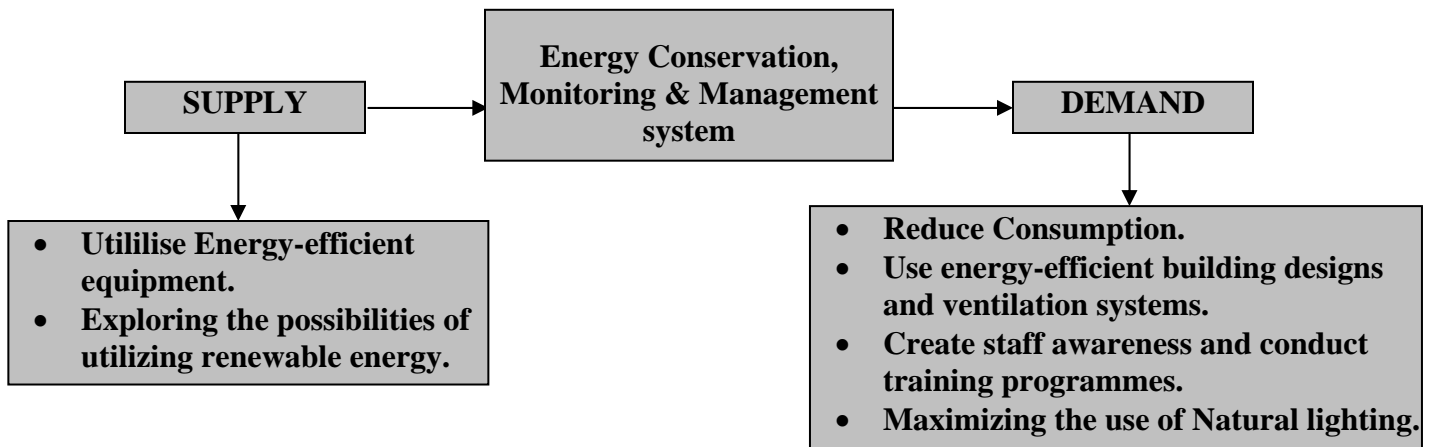 Energy Conservation,
Monitoring & Management
system
SUPPLY
DEMAND
• Utililise Energy-efficient
equipment.
• Exploring the possibilities of
utilizing renewable energy.
• Reduce Consumption.
• Use energy-efficient building designs
and ventilation systems.
• Create staff awareness and conduct
training programmes.
• Maximizing the use of Natural lighting.